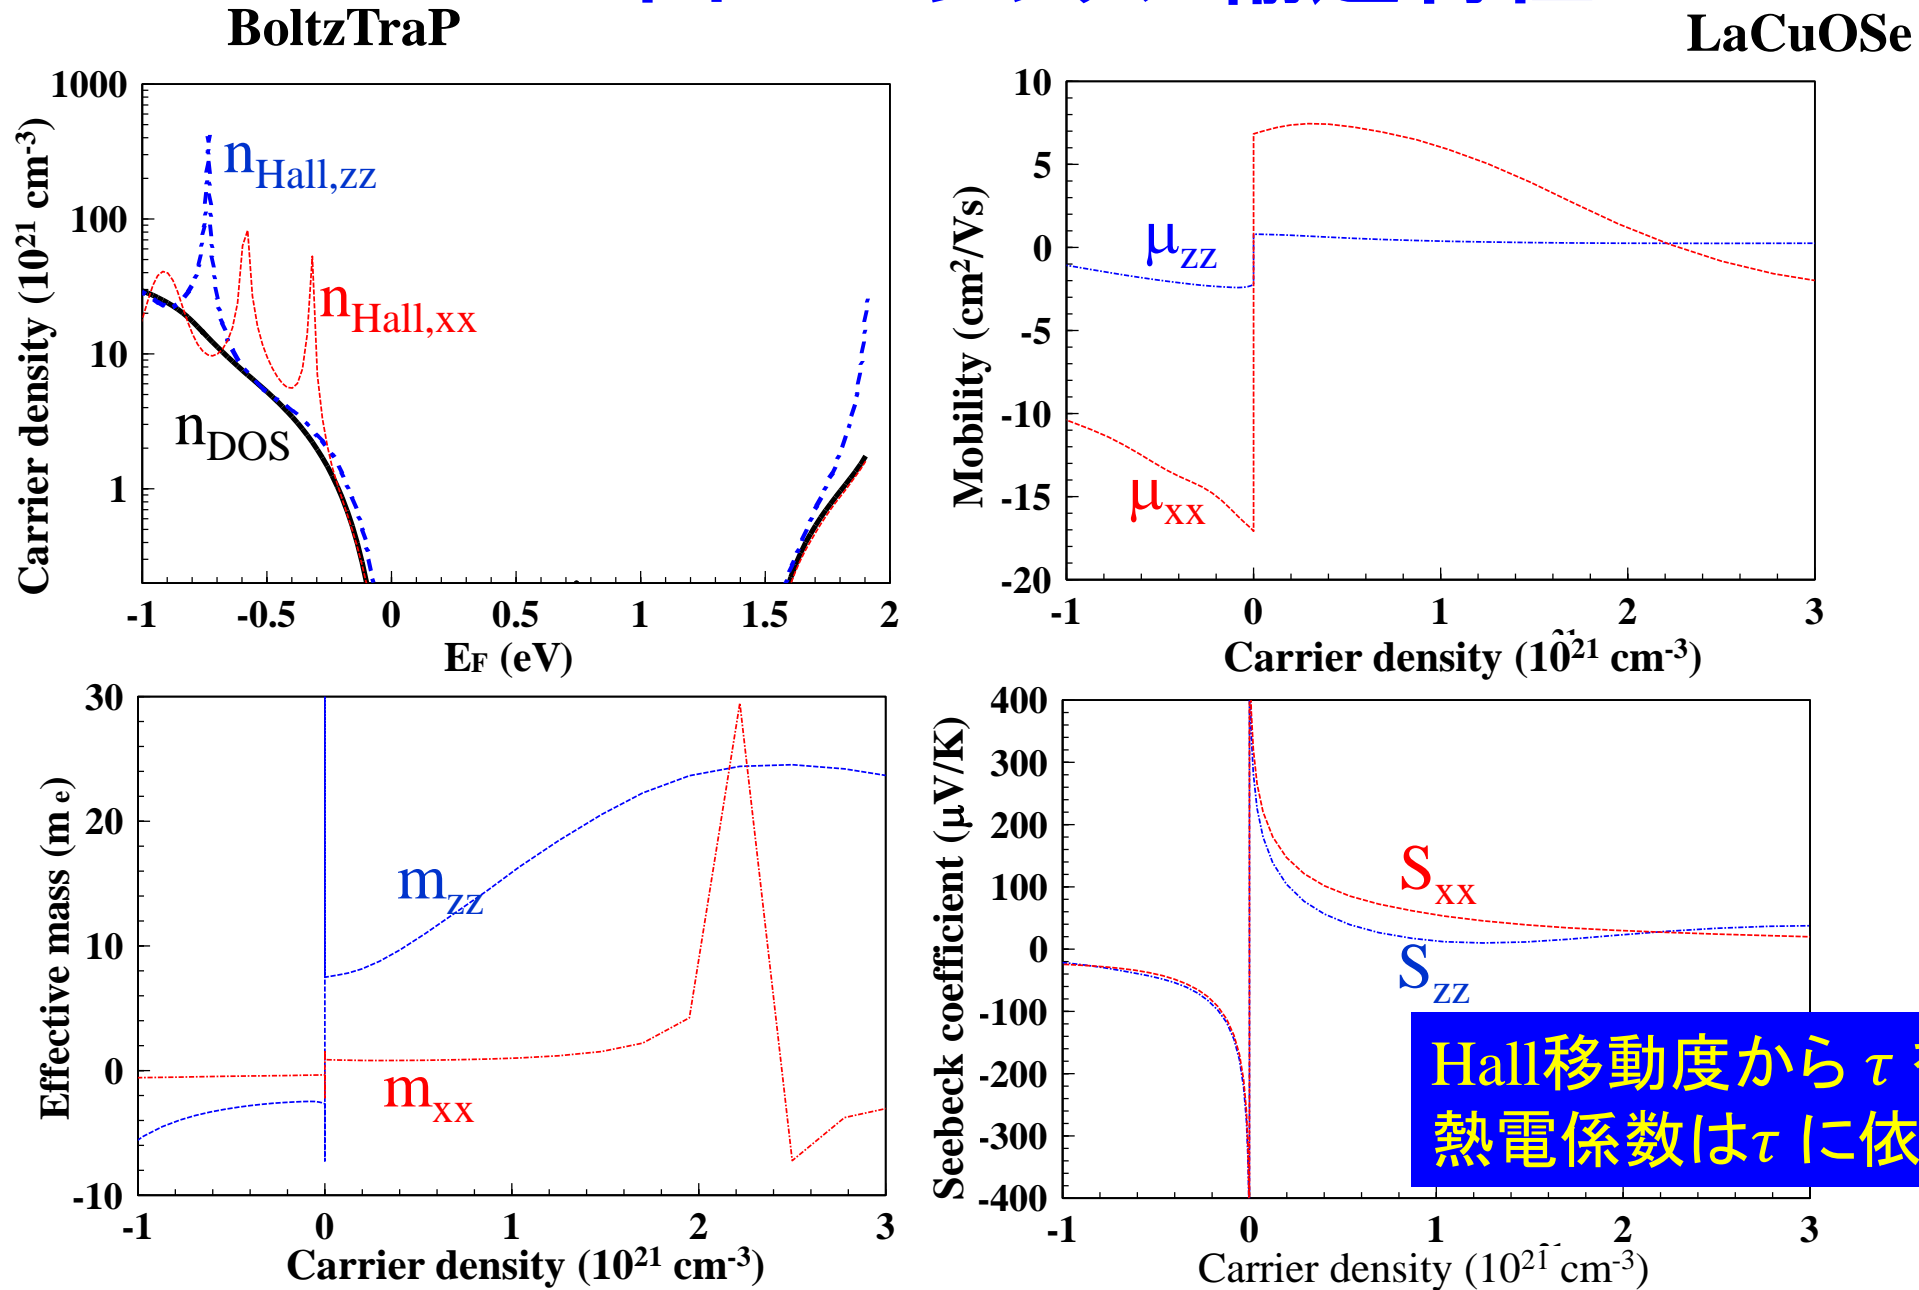 BoltzTraP
LaCuOSe
1000
100
10
1
Carrier density (10²¹ cm⁻³)
n_Hall,zz
n_Hall,xx
n_DOS
-1 -0.5 0 0.5 1 1.5 2
E_F (eV)
10
5
0
-5
-10
-15
-20
Mobility (cm²/Vs)
μ_zz
μ_xx
-1 0 1 2 3
Carrier density (10²¹ cm⁻³)
30
20
10
0
-10
Effective mass (m_e)
m_zz
m_xx
-1 0 1 2 3
Carrier density (10²¹ cm⁻³)
400
300
200
100
0
-100
-200
-300
-400
Seebeck coefficient (μV/K)
S_xx
S_zz
Hall移動度から τ
熱電係数はτ に依
-1 0 1 2 3
Carrier density (10²¹ cm⁻³)